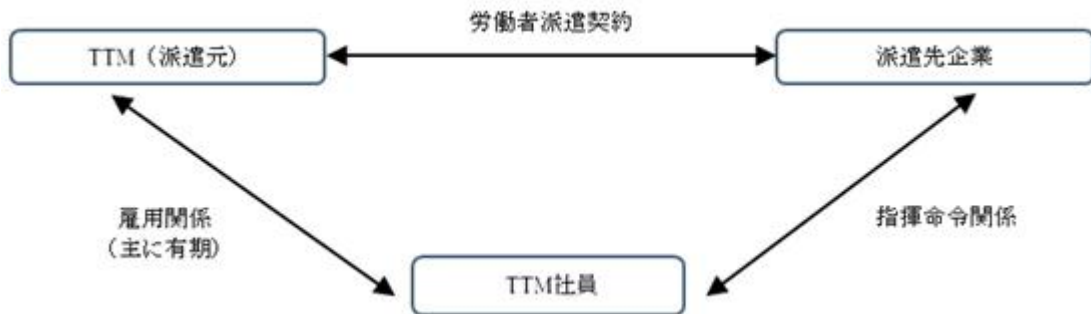 労働者派遣契約
TTM（派遣元）
派遣先企業
雇用関係
（主に有期）
指揮命令関係
TTM社員